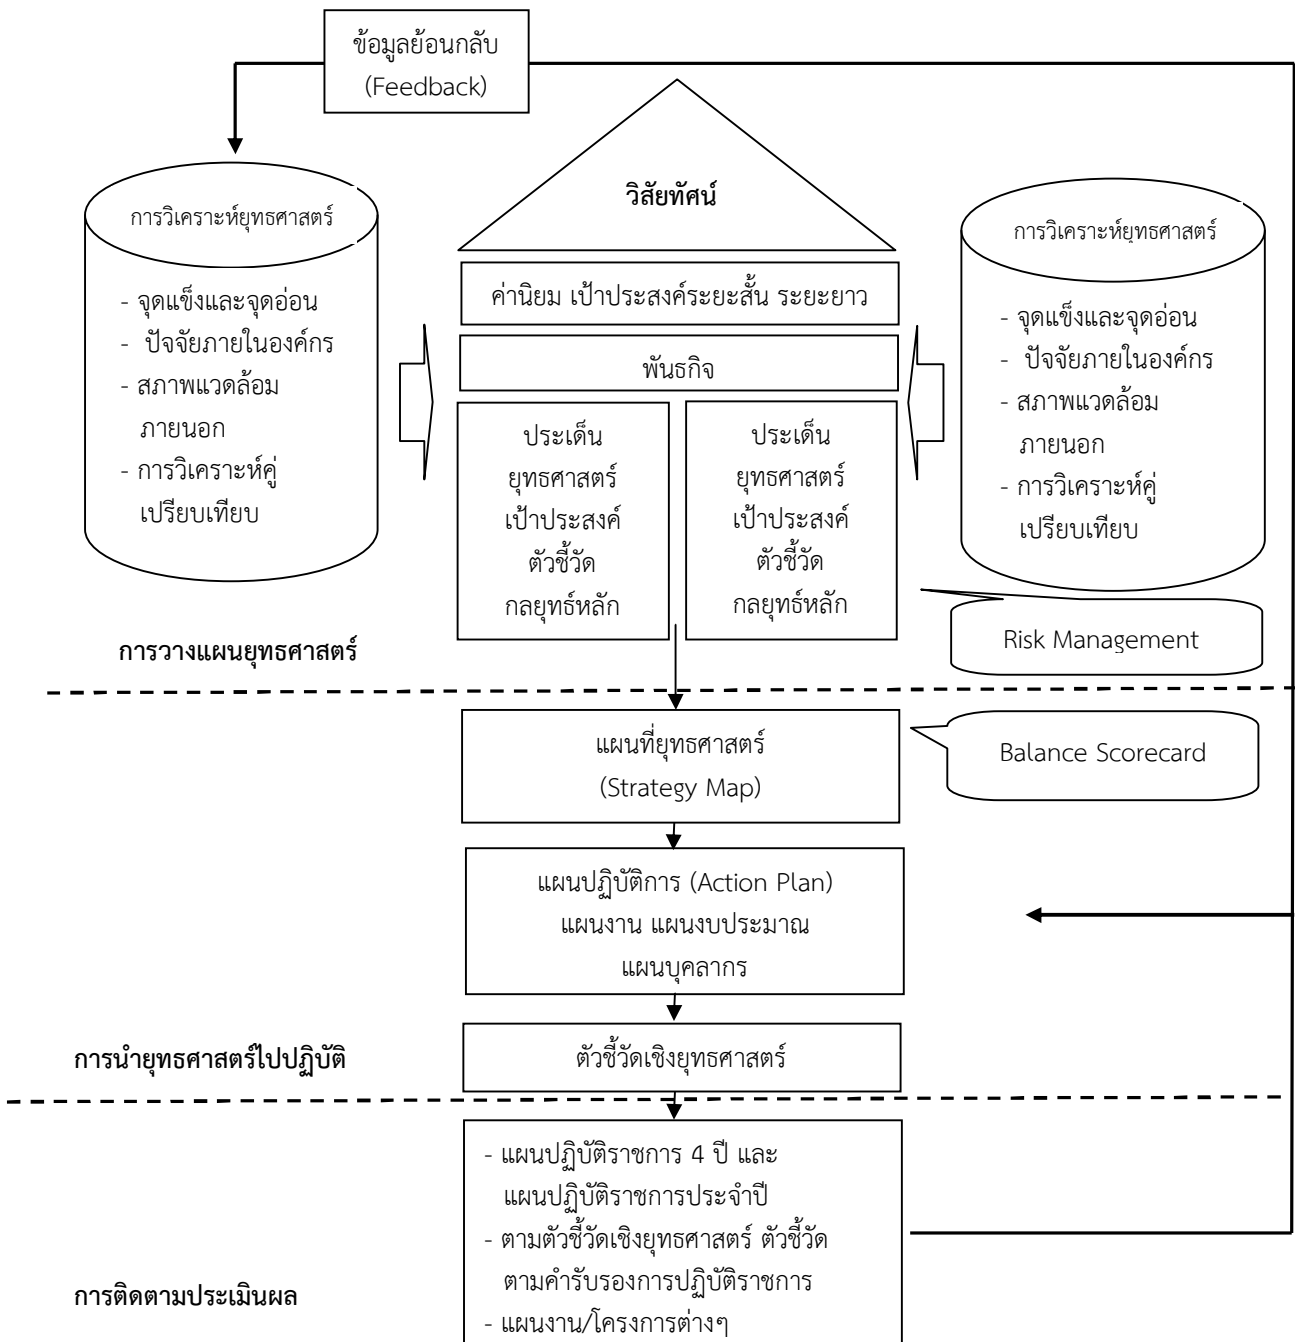 ข้อมูลย้อนกลับ
(Feedback)
วิสัยทัศน์
การวิเคราะห์ยุทธศาสตร์
- จุดแข็งและจุดอ่อน
- ปัจจัยภายในองค์กร
- สภาพแวดล้อม
ภายนอก
- การวิเคราะห์คู่
เปรียบเทียบ
ค่านิยม เป้าประสงค์ระยะสั้น ระยะยาว
พันธกิจ
ประเด็น
ยุทธศาสตร์
เป้าประสงค์
ตัวชี้วัด
กลยุทธ์หลัก
ประเด็น
ยุทธศาสตร์
เป้าประสงค์
ตัวชี้วัด
กลยุทธ์หลัก
การวิเคราะห์ยุทธศาสตร์
- จุดแข็งและจุดอ่อน
- ปัจจัยภายในองค์กร
- สภาพแวดล้อม
ภายนอก
- การวิเคราะห์คู่
เปรียบเทียบ
Risk Management
การวางแผนยุทธศาสตร์
แผนที่ยุทธศาสตร์
(Strategy Map)
Balance Scorecard
แผนปฏิบัติการ (Action Plan)
แผนงาน แผนงบประมาณ
แผนบุคลากร
การนำยุทธศาสตร์ไปปฏิบัติ
ตัวชี้วัดเชิงยุทธศาสตร์
- แผนปฏิบัติราชการ 4 ปี และ
แผนปฏิบัติราชการประจำปี
- ตามตัวชี้วัดเชิงยุทธศาสตร์ ตัวชี้วัด
ตามคำรับรองการปฏิบัติราชการ
- แผนงาน/โครงการต่างๆ
การติดตามประเมินผล